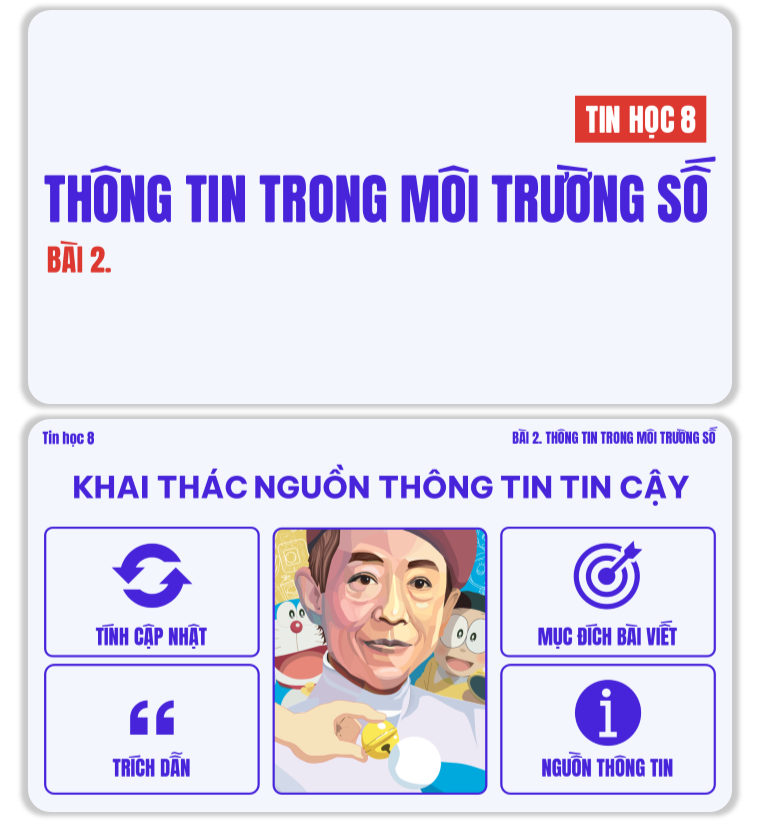 TIN HỌC 8
THÔNG TIN TRONG MÔI TRƯỜNG SỐ
BÀI 2.
Tin học 8
BÀI 2. THÔNG TIN TRONG MÔI TRƯỜNG SỐ
KHAI THÁC NGUỒN THÔNG TIN TIN CẬY
TÍNH CẬP NHẬT
MỤC ĐÍCH BÀI VIẾT
TRÍCH DẪN
NGUỒN THÔNG TIN